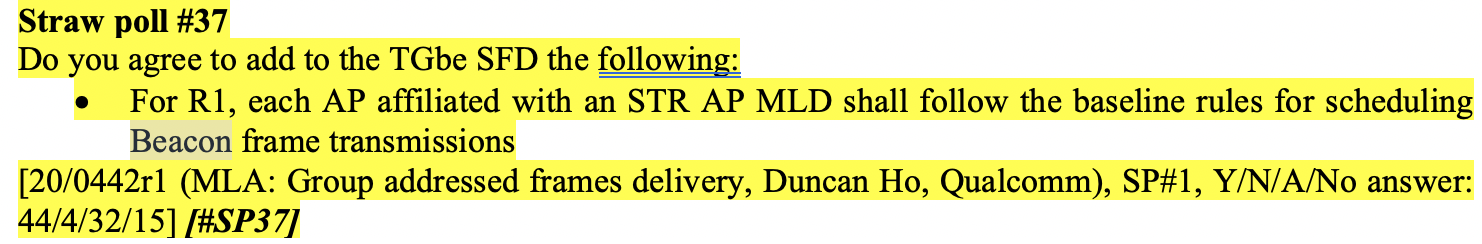 Straw poll #37
Do you agree to add to the TGbe SFD the following:
• For R1, each AP affiliated with an STR AP MLD shall follow the baseline rules for scheduling
Beacon frame transmissions
[20/0442r1 (MLA: Group addressed frames delivery, Duncan Ho, Qualcomm), SP#1, Y/N/A/No answer:
44/4/32/15] [#SP37]